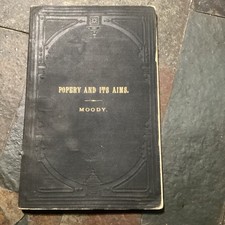 POPERY AND ITS AIMS.
MOODY.